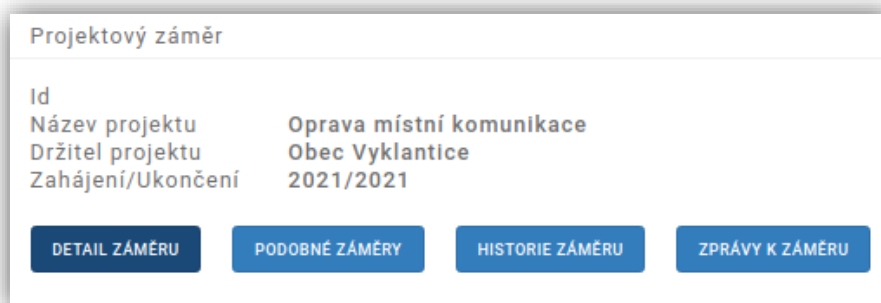 Projektový záměr
Id
Název projektu Oprava místní komunikace
Držitel projektu Obec Vyklantice
Zahájení/Ukončení 2021/2021
DETAIL ZÁMĚRU PODOBNÉ ZÁMĚRY HISTORIE ZÁMĚRU ZPRÁVY K ZÁMĚRU